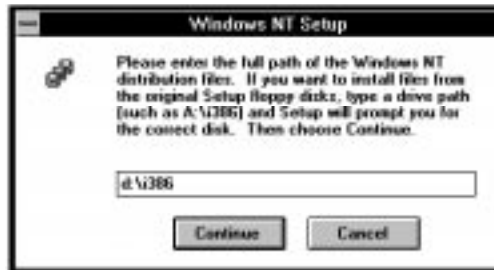 Windows NT Setup
Please enter the full path of the Windows NT
distribution files. If you want to install files from
the original Setup floppy disks, type a drive path
(such as A:\i386) and Setup will prompt you for
the correct disk. Then choose Continue.
d:\i386
Continue
Cancel